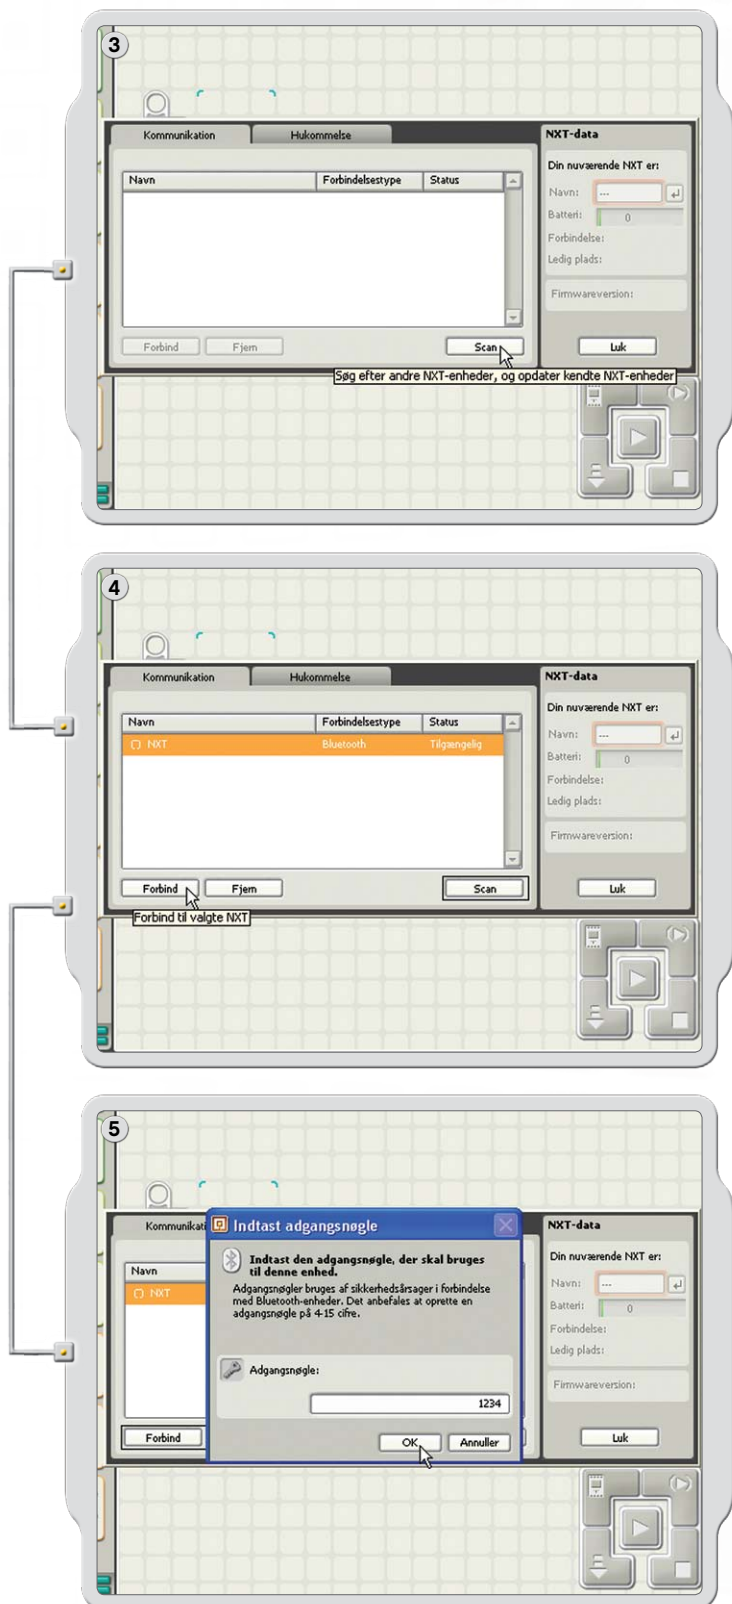 3
Kommunikation Hukommelse
Navn Forbindelsestype Status
Forbind Fjern Scan
Søg efter andre NXT-enheder, og opdater kendte NXT-enheder
NXT-data
Din nuværende NXT er:
Navn: ---
Batteri: 0
Forbindelse:
Ledig plads:
Firmwareversion:
Luk
4
Kommunikation Hukommelse
Navn Forbindelsestype Status
NXT Bluetooth Tilgængelig
Forbind Fjern Scan
Forbind til valgte NXT
NXT-data
Din nuværende NXT er:
Navn: ---
Batteri: 0
Forbindelse:
Ledig plads:
Firmwareversion:
Luk
5
Kommunikati
Navn
NXT
Forbind
Indtast adgangsnøgle
Indtast den adgangsnøgle, der skal bruges
til denne enhed.
Adgangsnøgler bruges af sikkerhedsårsager i forbindelse
med Bluetooth-enheder. Det anbefales at oprette en
adgangsnøgle på 4-15 cifre.
Adgangsnøgle:
1234
OK Annuller
NXT-data
Din nuværende NXT er:
Navn: ---
Batteri: 0
Forbindelse:
Ledig plads:
Firmwareversion:
Luk